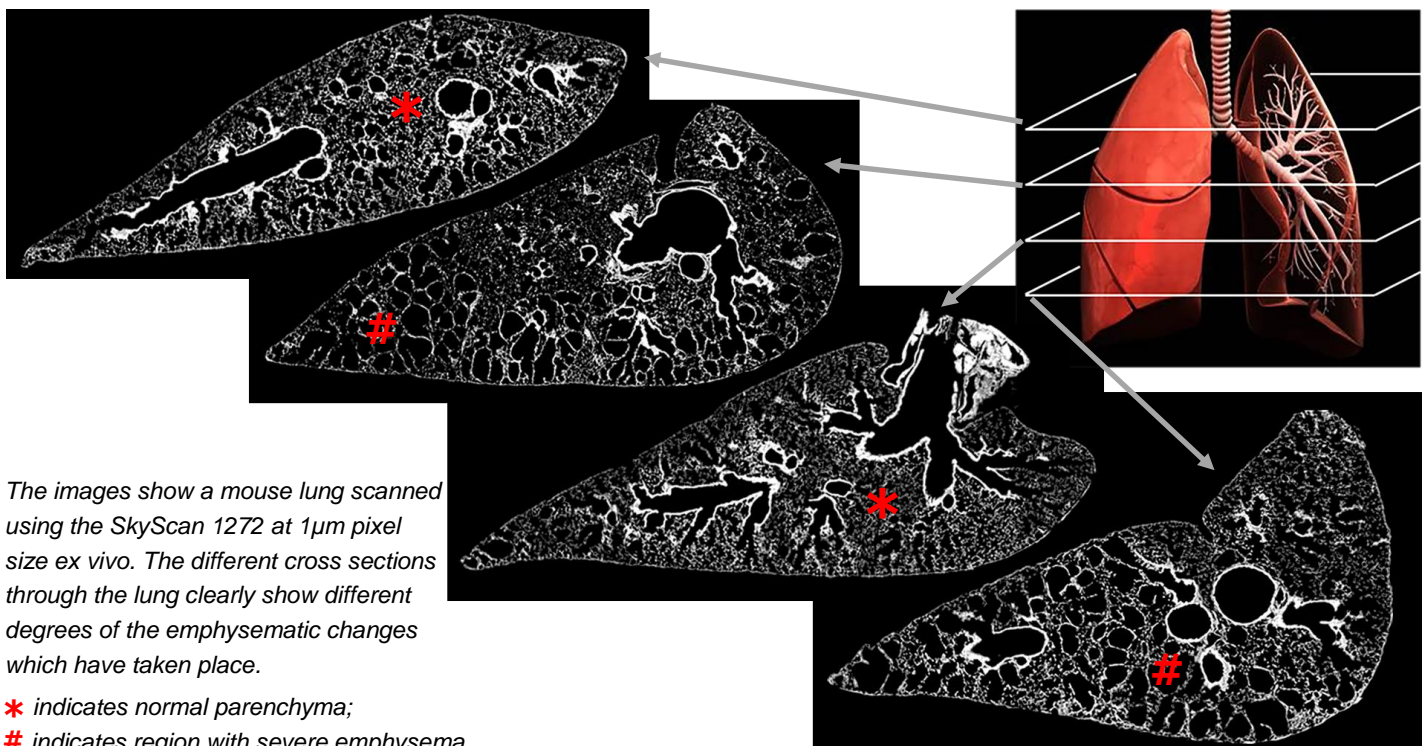 *
#
*
#
The images show a mouse lung scanned
using the SkyScan 1272 at 1µm pixel
size ex vivo. The different cross sections
through the lung clearly show different
degrees of the emphysematic changes
which have taken place.
* indicates normal parenchyma;
# indicates region with severe emphysema